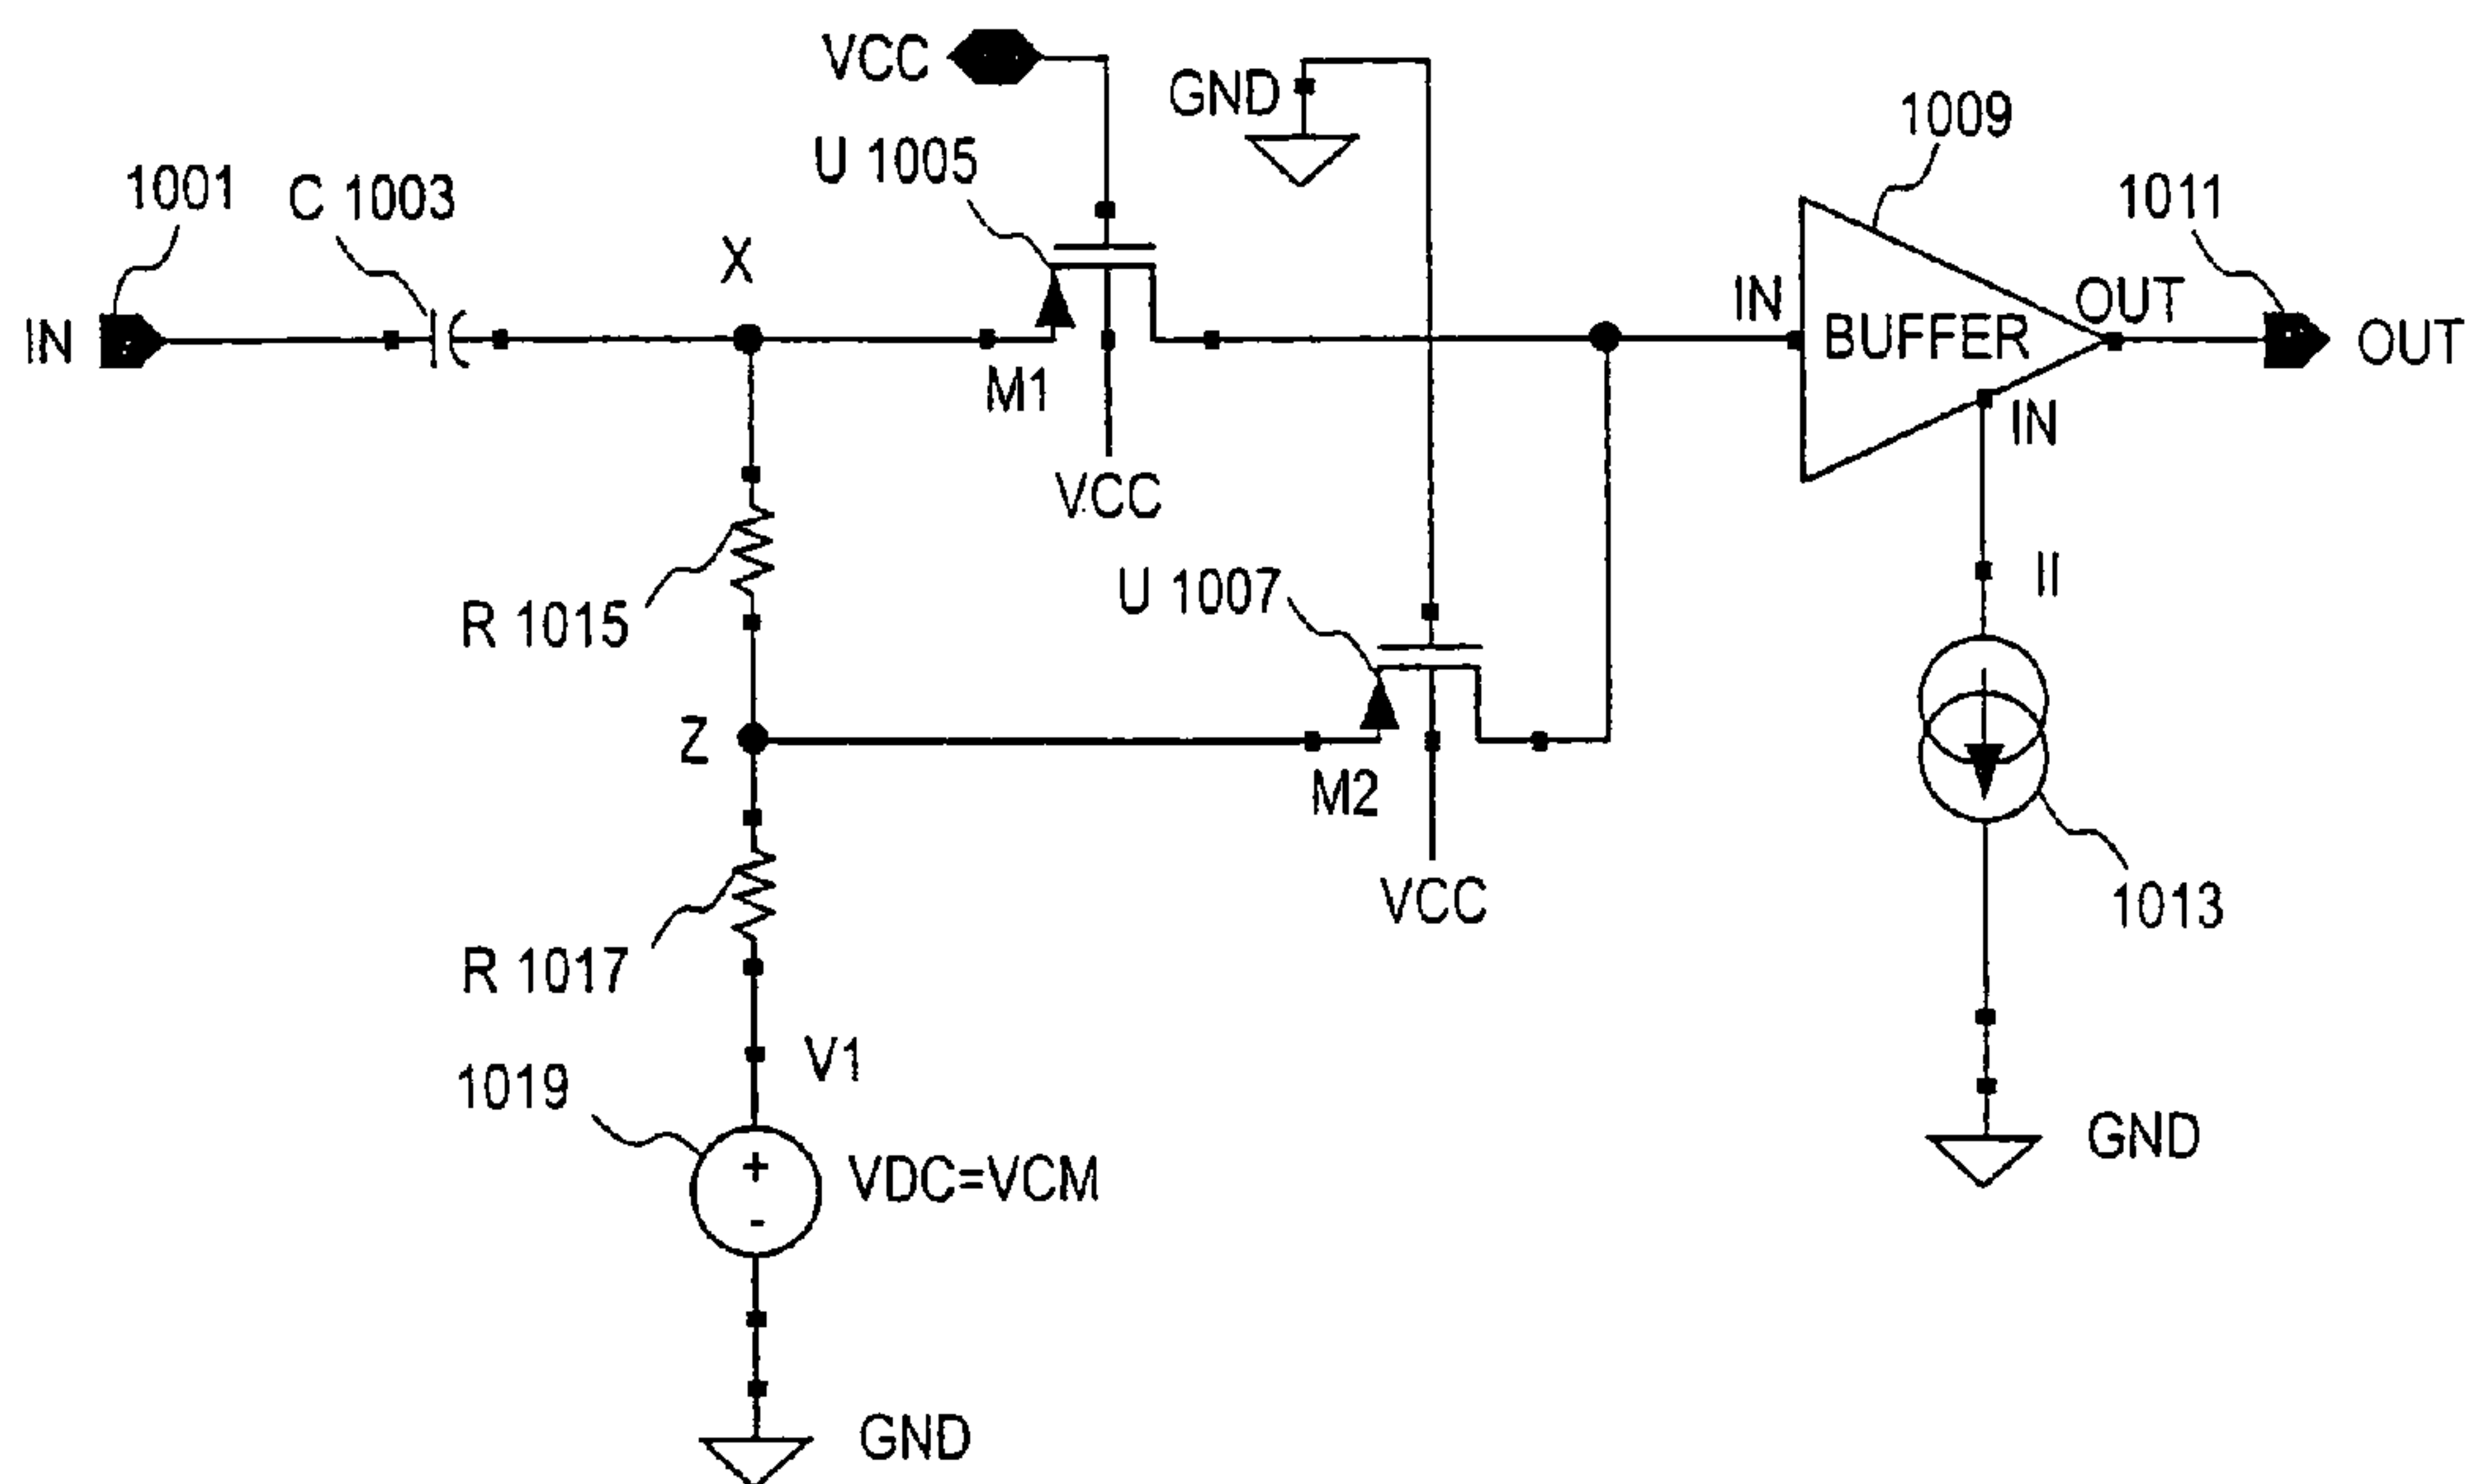 VCC
GND
1009
U 1005
1001
C 1003
1011
X
IN
OUT
IN
BUFFER
OUT
M1
IN
VCC
II
U 1007
R 1015
Z
M2
VCC
1013
R 1017
V1
1019
GND
VDC=VCM
+
-
GND